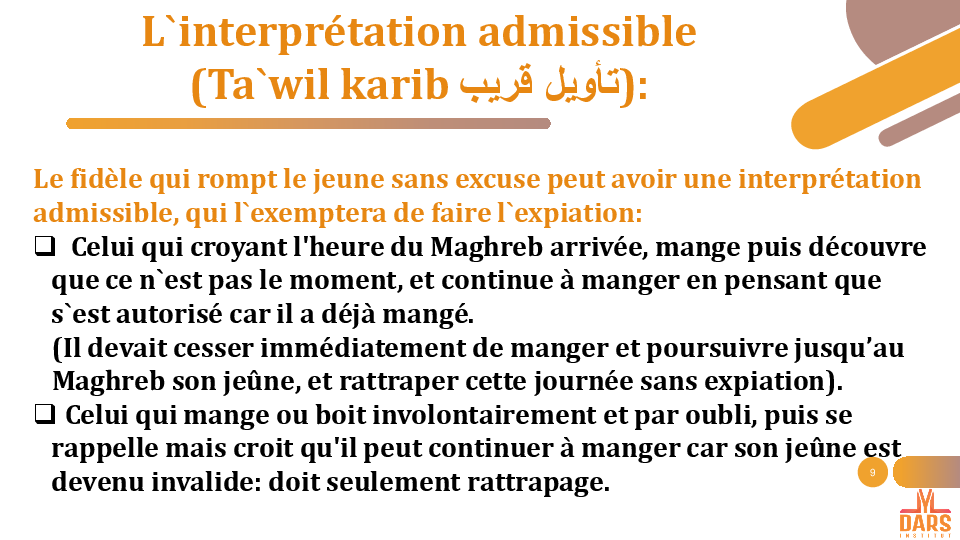 L`interprétation admissible
(Ta`wil karib تأويل قريب):
Le fidèle qui rompt le jeune sans excuse peut avoir une interprétation
admissible, qui l`exemptera de faire l`expiation:
❑ Celui qui croyant l'heure du Maghreb arrivée, mange puis découvre
que ce n`est pas le moment, et continue à manger en pensant que
s`est autorisé car il a déjà mangé.
(Il devait cesser immédiatement de manger et poursuivre jusqu’au
Maghreb son jeûne, et rattraper cette journée sans expiation).
❑ Celui qui mange ou boit involontairement et par oubli, puis se
rappelle mais croit qu'il peut continuer à manger car son jeûne est
devenu invalide: doit seulement rattrapage.
9
DARS
INSTITUT